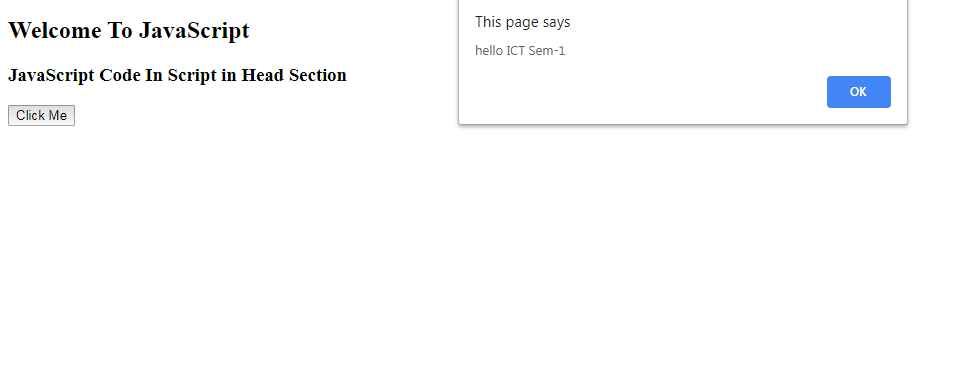 Welcome To JavaScript
JavaScript Code In Script in Head Section
Click Me
This page says
hello ICT Sem-1
OK